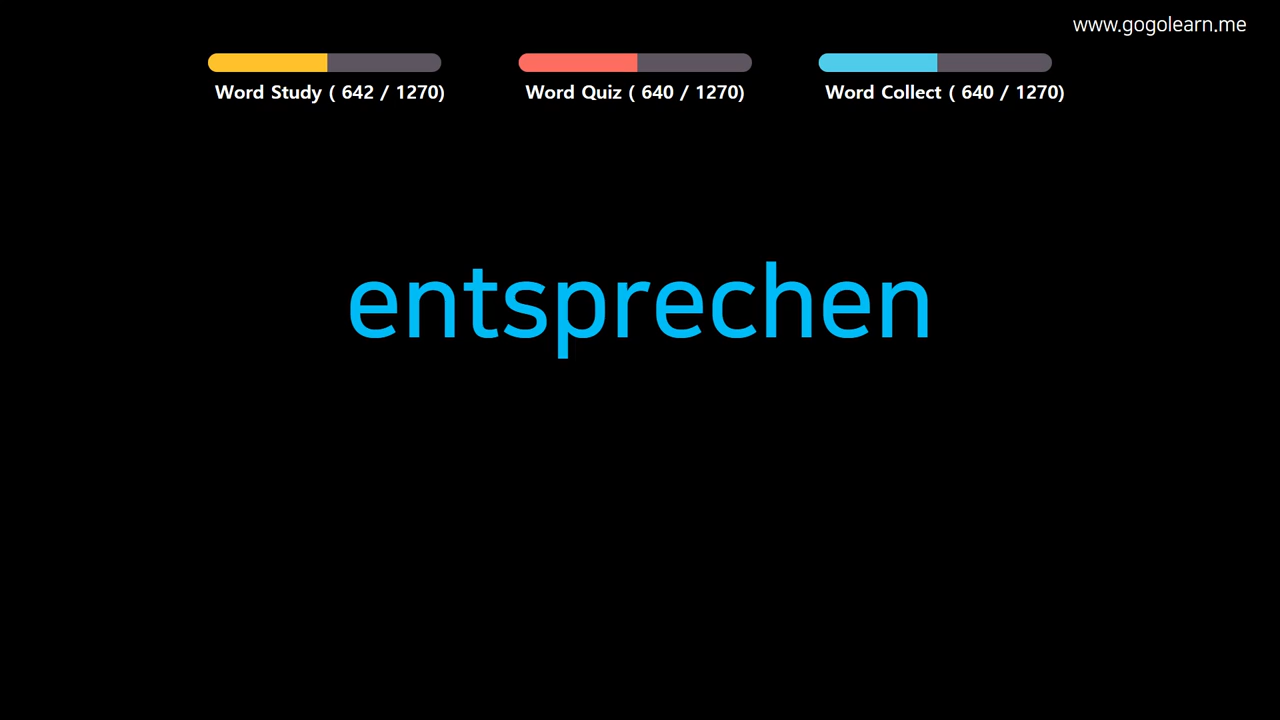 www.gogolearn.me
Word Study ( 642 / 1270)
Word Quiz ( 640 / 1270)
Word Collect ( 640 / 1270)
entsprechen